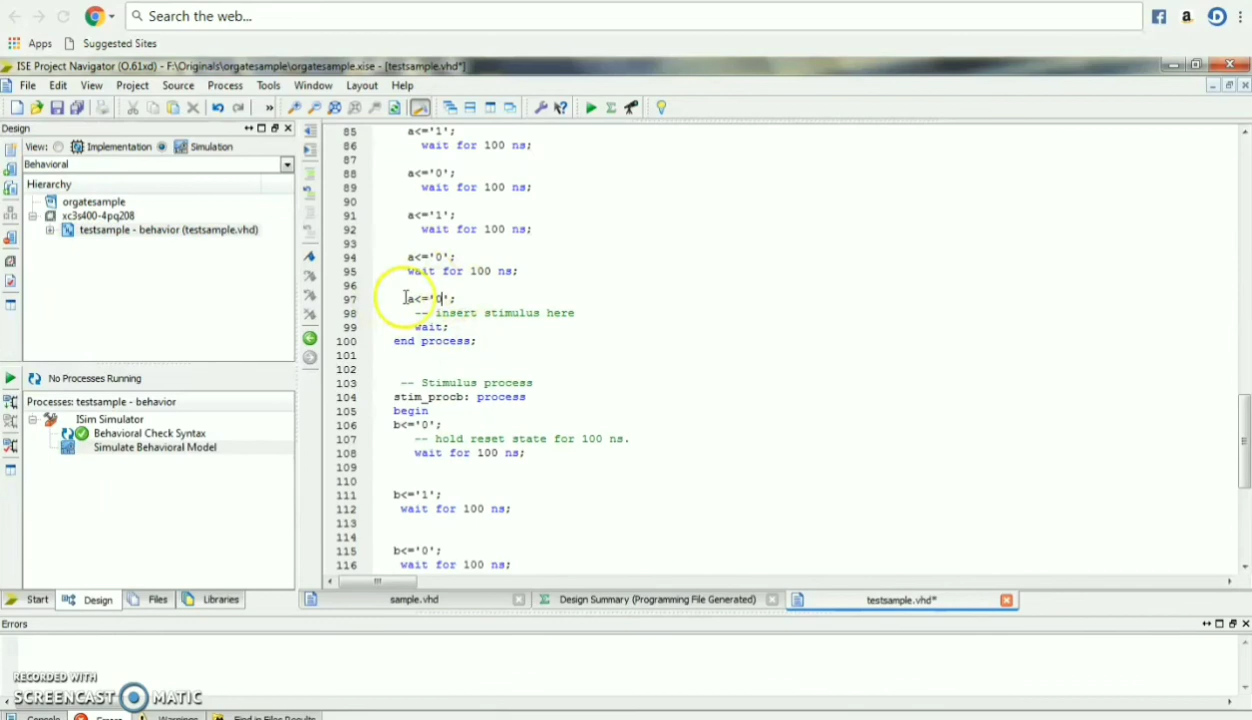 Search the web...
Apps Suggested Sites
ISE Project Navigator (O.61xd) - F:\Originals\orgatesample\orgatesample.xise - [testsample.vhd*]
File Edit View Project Source Process Tools Window Layout Help
Design
View: Implementation Simulation
Behavioral
Hierarchy
orgatesample
xc3s400-4pq208
testsample - behavior (testsample.vhd)
No Processes Running
Processes: testsample - behavior
ISim Simulator
Behavioral Check Syntax
Simulate Behavioral Model
Start Design Files Libraries
85 a<='1';
86 wait for 100 ns;
87
88 a<='0';
89 wait for 100 ns;
90
91 a<='1';
92 wait for 100 ns;
93
94 a<='0';
95 wait for 100 ns;
96
97 a<='0';
98 -- insert stimulus here
99 wait;
100 end process;
101
102
103 -- Stimulus process
104 stim_procb: process
105 begin
106 b<='0';
107 -- hold reset state for 100 ns.
108 wait for 100 ns;
109
110
111 b<='1';
112 wait for 100 ns;
113
114
115 b<='0';
116 wait for 100 ns;
sample.vhd Design Summary (Programming File Generated) testsample.vhd*
Errors
RECORDED WITH
SCREENCAST MATIC
Console Errors Warnings Find in Files Results